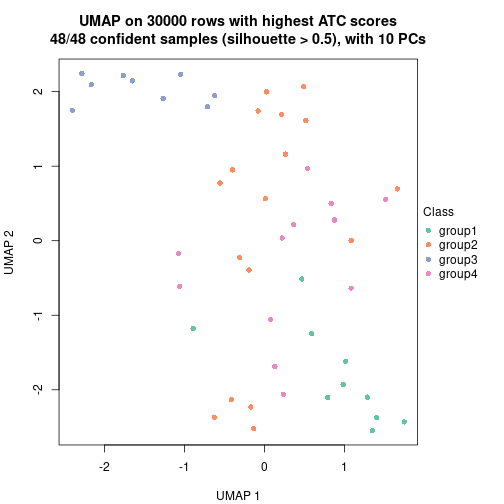 UMAP on 30000 rows with highest ATC scores
48/48 confident samples (silhouette > 0.5), with 10 PCs
UMAP 2
2
1
0
-1
-2
-2
-1
0
1
UMAP 1
Class
group1
group2
group3
group4